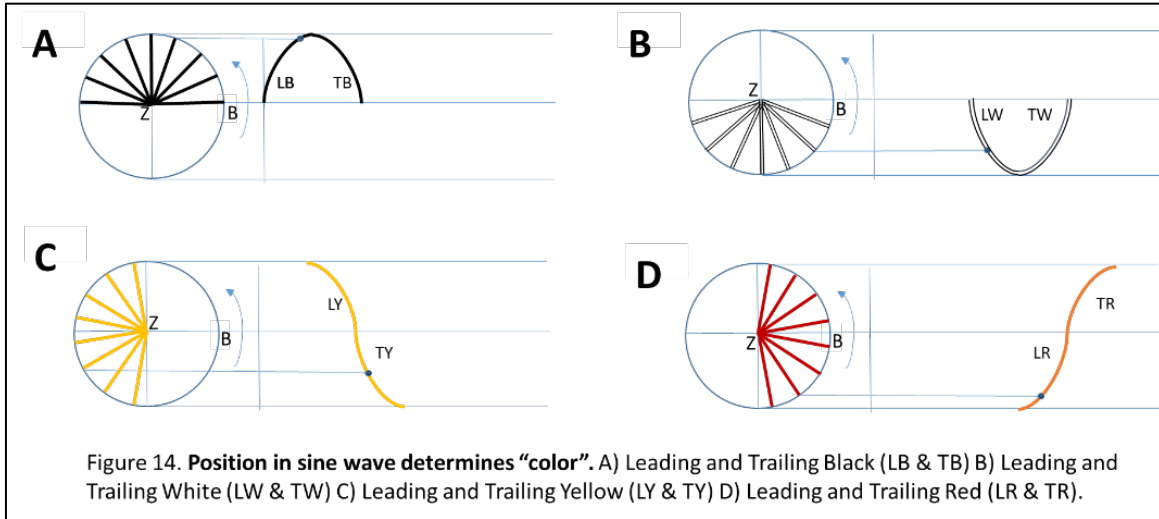 A
Z
B
LB
TB
B
Z
B
LW
TW
C
Z
B
LY
TY
D
Z
B
TR
LR
Figure 14. Position in sine wave determines “color”. A) Leading and Trailing Black (LB & TB) B) Leading and
Trailing White (LW & TW) C) Leading and Trailing Yellow (LY & TY) D) Leading and Trailing Red (LR & TR).